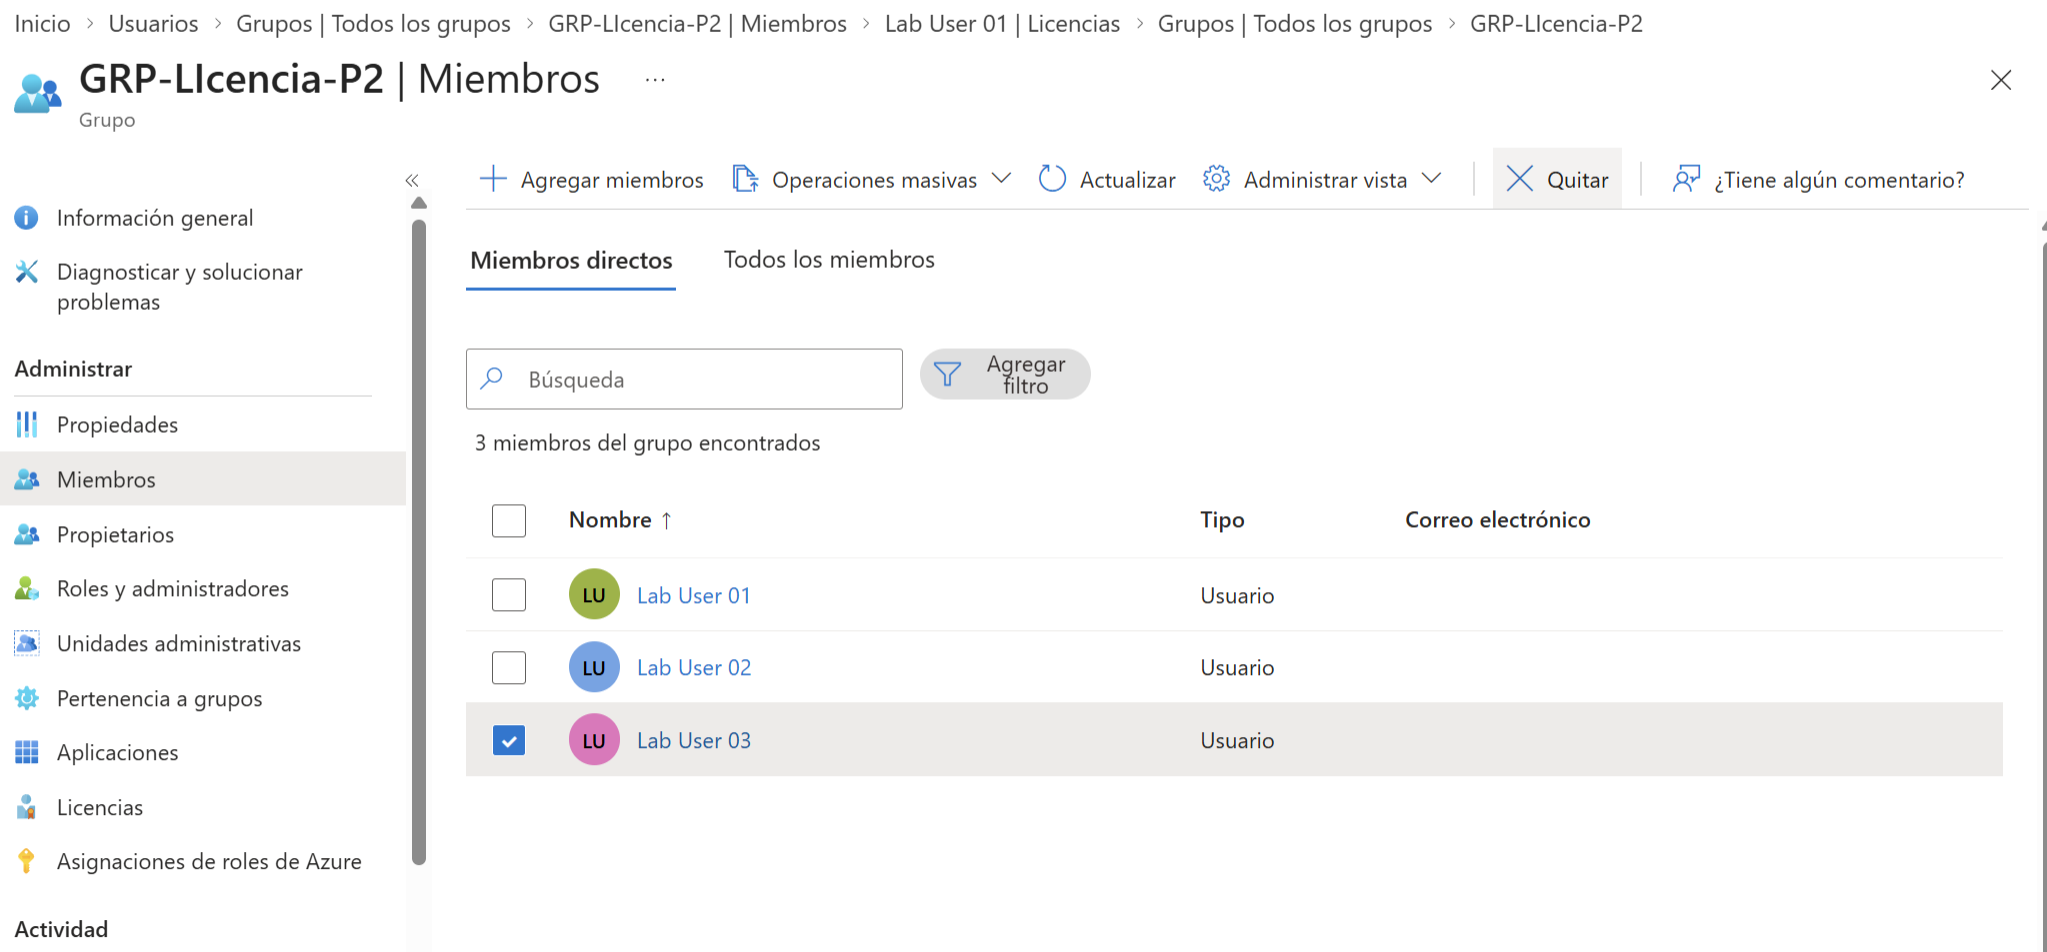 Inicio > Usuarios > Grupos | Todos los grupos > GRP-LIcencia-P2 | Miembros > Lab User 01 | Licencias > Grupos | Todos los grupos > GRP-LIcencia-P2
GRP-LIcencia-P2 | Miembros ...
Grupo
Información general
Diagnosticar y solucionar
problemas
Administrar
Propiedades
Miembros
Propietarios
Roles y administradores
Unidades administrativas
Pertenencia a grupos
Aplicaciones
Licencias
Asignaciones de roles de Azure
Actividad
Agregar miembros Operaciones masivas Actualizar Administrar vista Quitar ¿Tiene algún comentario?
Miembros directos Todos los miembros
Búsqueda
Agregar
filtro
3 miembros del grupo encontrados
Nombre ↑ Tipo Correo electrónico
LU Lab User 01 Usuario
LU Lab User 02 Usuario
LU Lab User 03 Usuario